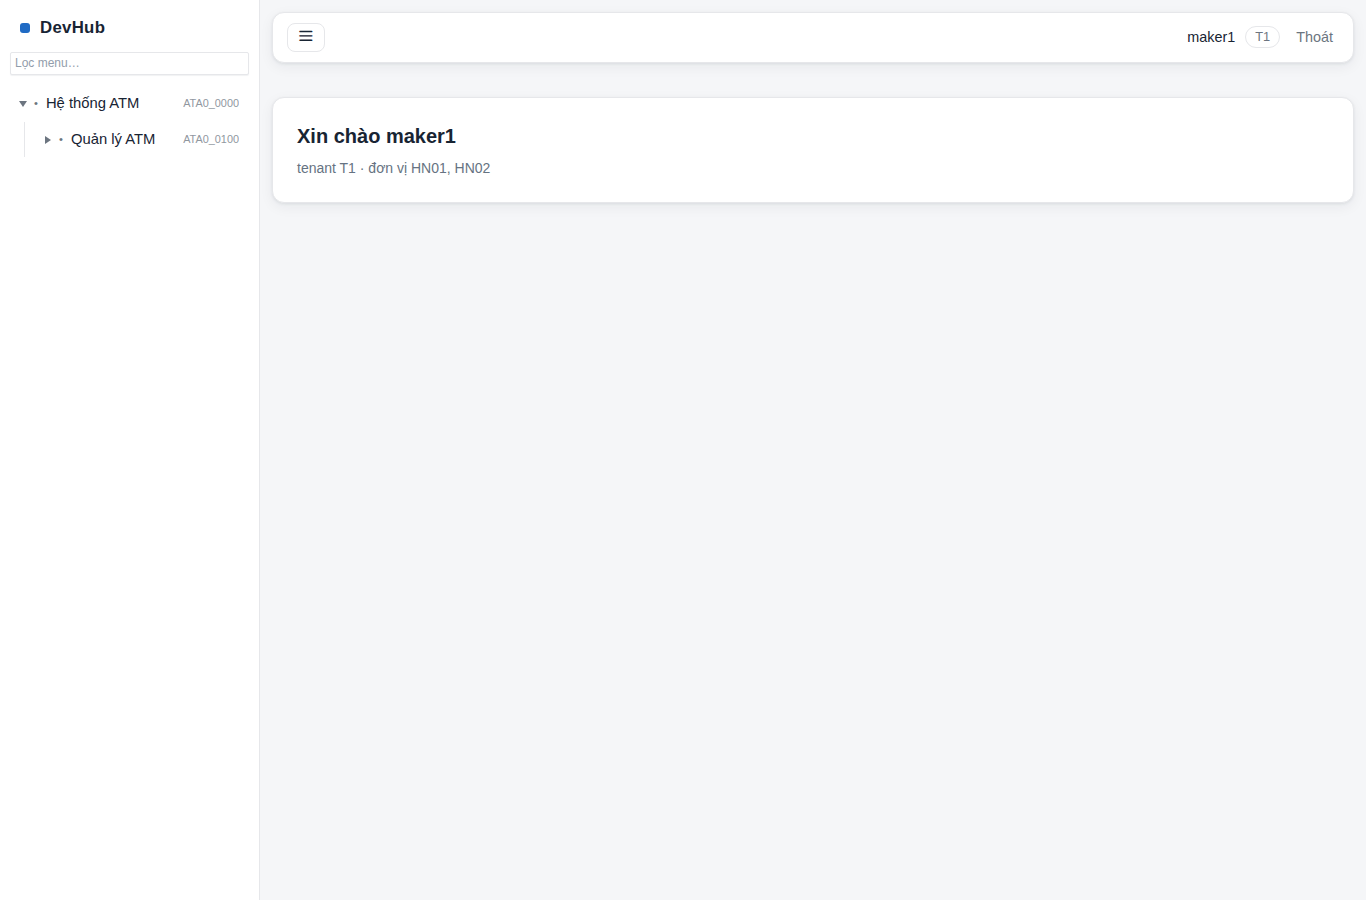 DevHub
Lọc menu…
Hệ thống ATM ATA0_0000
Quản lý ATM ATA0_0100
maker1 T1 Thoát
Xin chào maker1
tenant T1 · đơn vị HN01, HN02